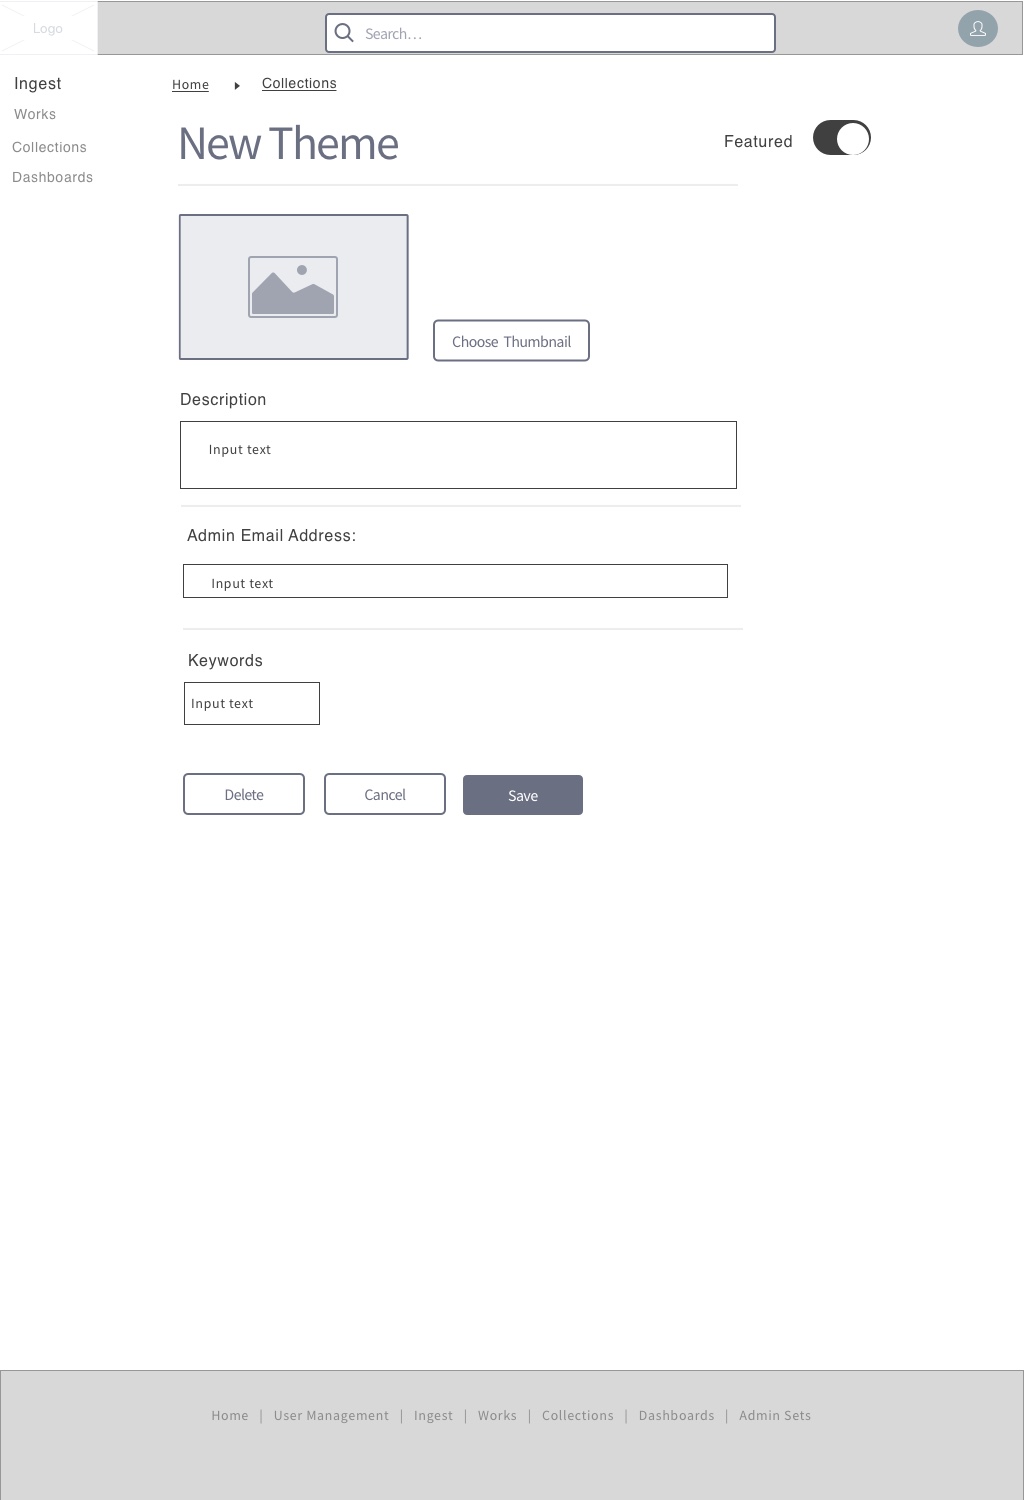 Logo
Search...
Ingest
Works
Collections
Dashboards
Home
Collections
New Theme
Featured
Choose Thumbnail
Description
Input text
Admin Email Address:
Input text
Keywords
Input text
Delete
Cancel
Save
Home | User Management | Ingest | Works | Collections | Dashboards | Admin Sets